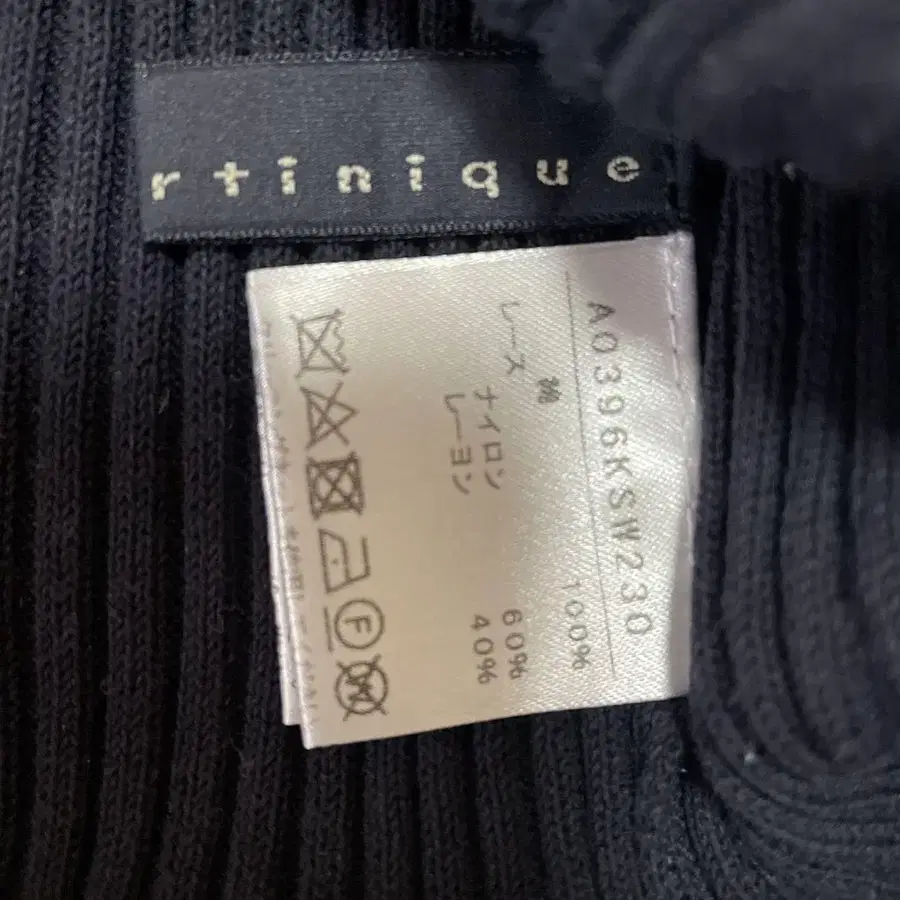 rtinique
A0396KSW230
綿 100%
レース
ナイロン 60%
レーヨン 40%
F
W